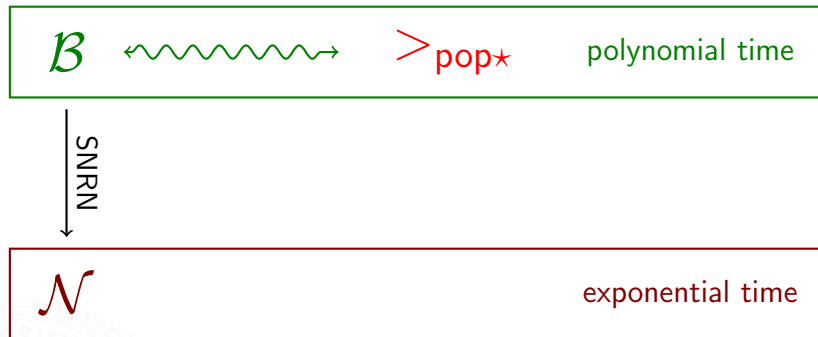 ℬ >pop⋆ polynomial time
SNRN
𝒩 exponential time